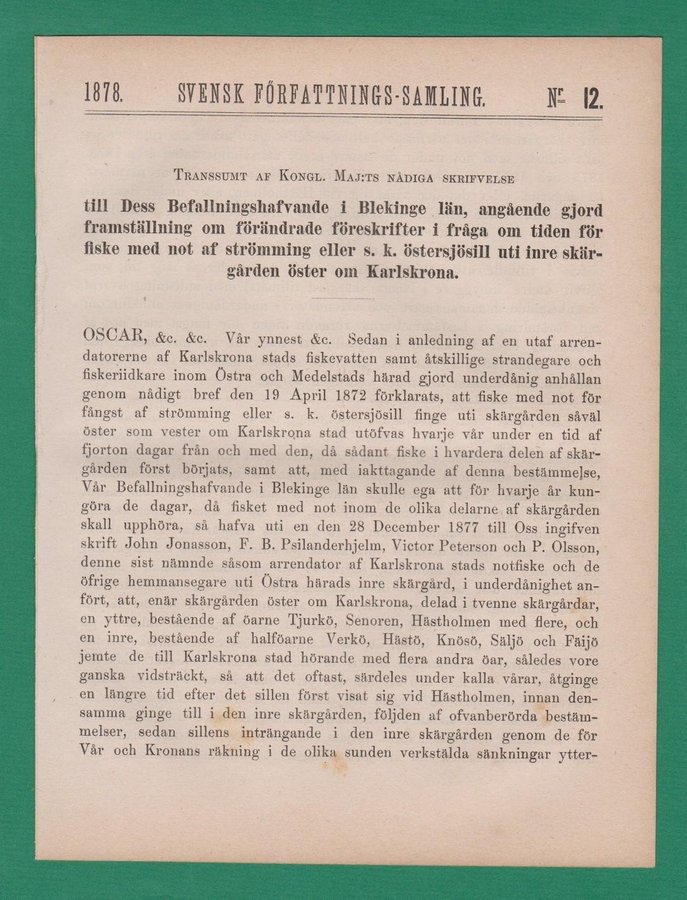 1878. SVENSK FÖRFATTNINGS-SAMLING. Nr 12.
Transsumt af Kongl. Maj:ts nådiga skrifvelse
till Dess Befallningshafvande i Blekinge län, angående gjord
framställning om förändrade föreskrifter i fråga om tiden för
fiske med not af strömming eller s. k. östersjösill uti inre skär-
gården öster om Karlskrona.
OSCAR, &c. &c. Vår ynnest &c. Sedan i anledning af en utaf arren-
datorerne af Karlskrona stads fiskevatten samt åtskillige strandegare och
fiskeriidkare inom Östra och Medelstads härad gjord underdånig anhållan
genom nådigt bref den 19 April 1872 förklarats, att fiske med not för
fångst af strömming eller s. k. östersjösill finge uti skärgården såväl
öster som vester om Karlskrona stad utöfvas hvarje vår under en tid af
fjorton dagar från och med den, då sådant fiske i hvardera delen af skär-
gården först börjats, samt att, med iakttagande af denna bestämmelse,
Vår Befallningshafvande i Blekinge län skulle ega att för hvarje år kun-
göra de dagar, då fisket med not inom de olika delarne af skärgården
skall upphöra, så hafva uti en den 28 December 1877 till Oss ingifven
skrift John Jonasson, F. B. Psilanderhjelm, Victor Peterson och P. Olsson,
denne sist nämnde såsom arrendator af Karlskrona stads notfiske och de
öfrige hemmansegare uti Östra härads inre skärgård, i underdånighet an-
fört, att, enär skärgården öster om Karlskrona, delad i tvenne skärgårdar,
en yttre, bestående af öarne Tjurkö, Senoren, Hästholmen med flere, och
en inre, bestående af halföarne Verkö, Hästö, Knösö, Säljö och Fäijö
jemte de till Karlskrona stad hörande med flera andra öar, således vore
ganska vidsträckt, så att det oftast, särdeles under kalla vårar, åtginge
en längre tid efter det sillen först visat sig vid Hästholmen, innan den-
samma ginge till i den inre skärgården, följden af ofvanberörda bestäm-
melser, sedan sillens inträngande i den inre skärgården genom de för
Vår och Kronans räkning i de olika sunden verkstälda sänkningar ytter-